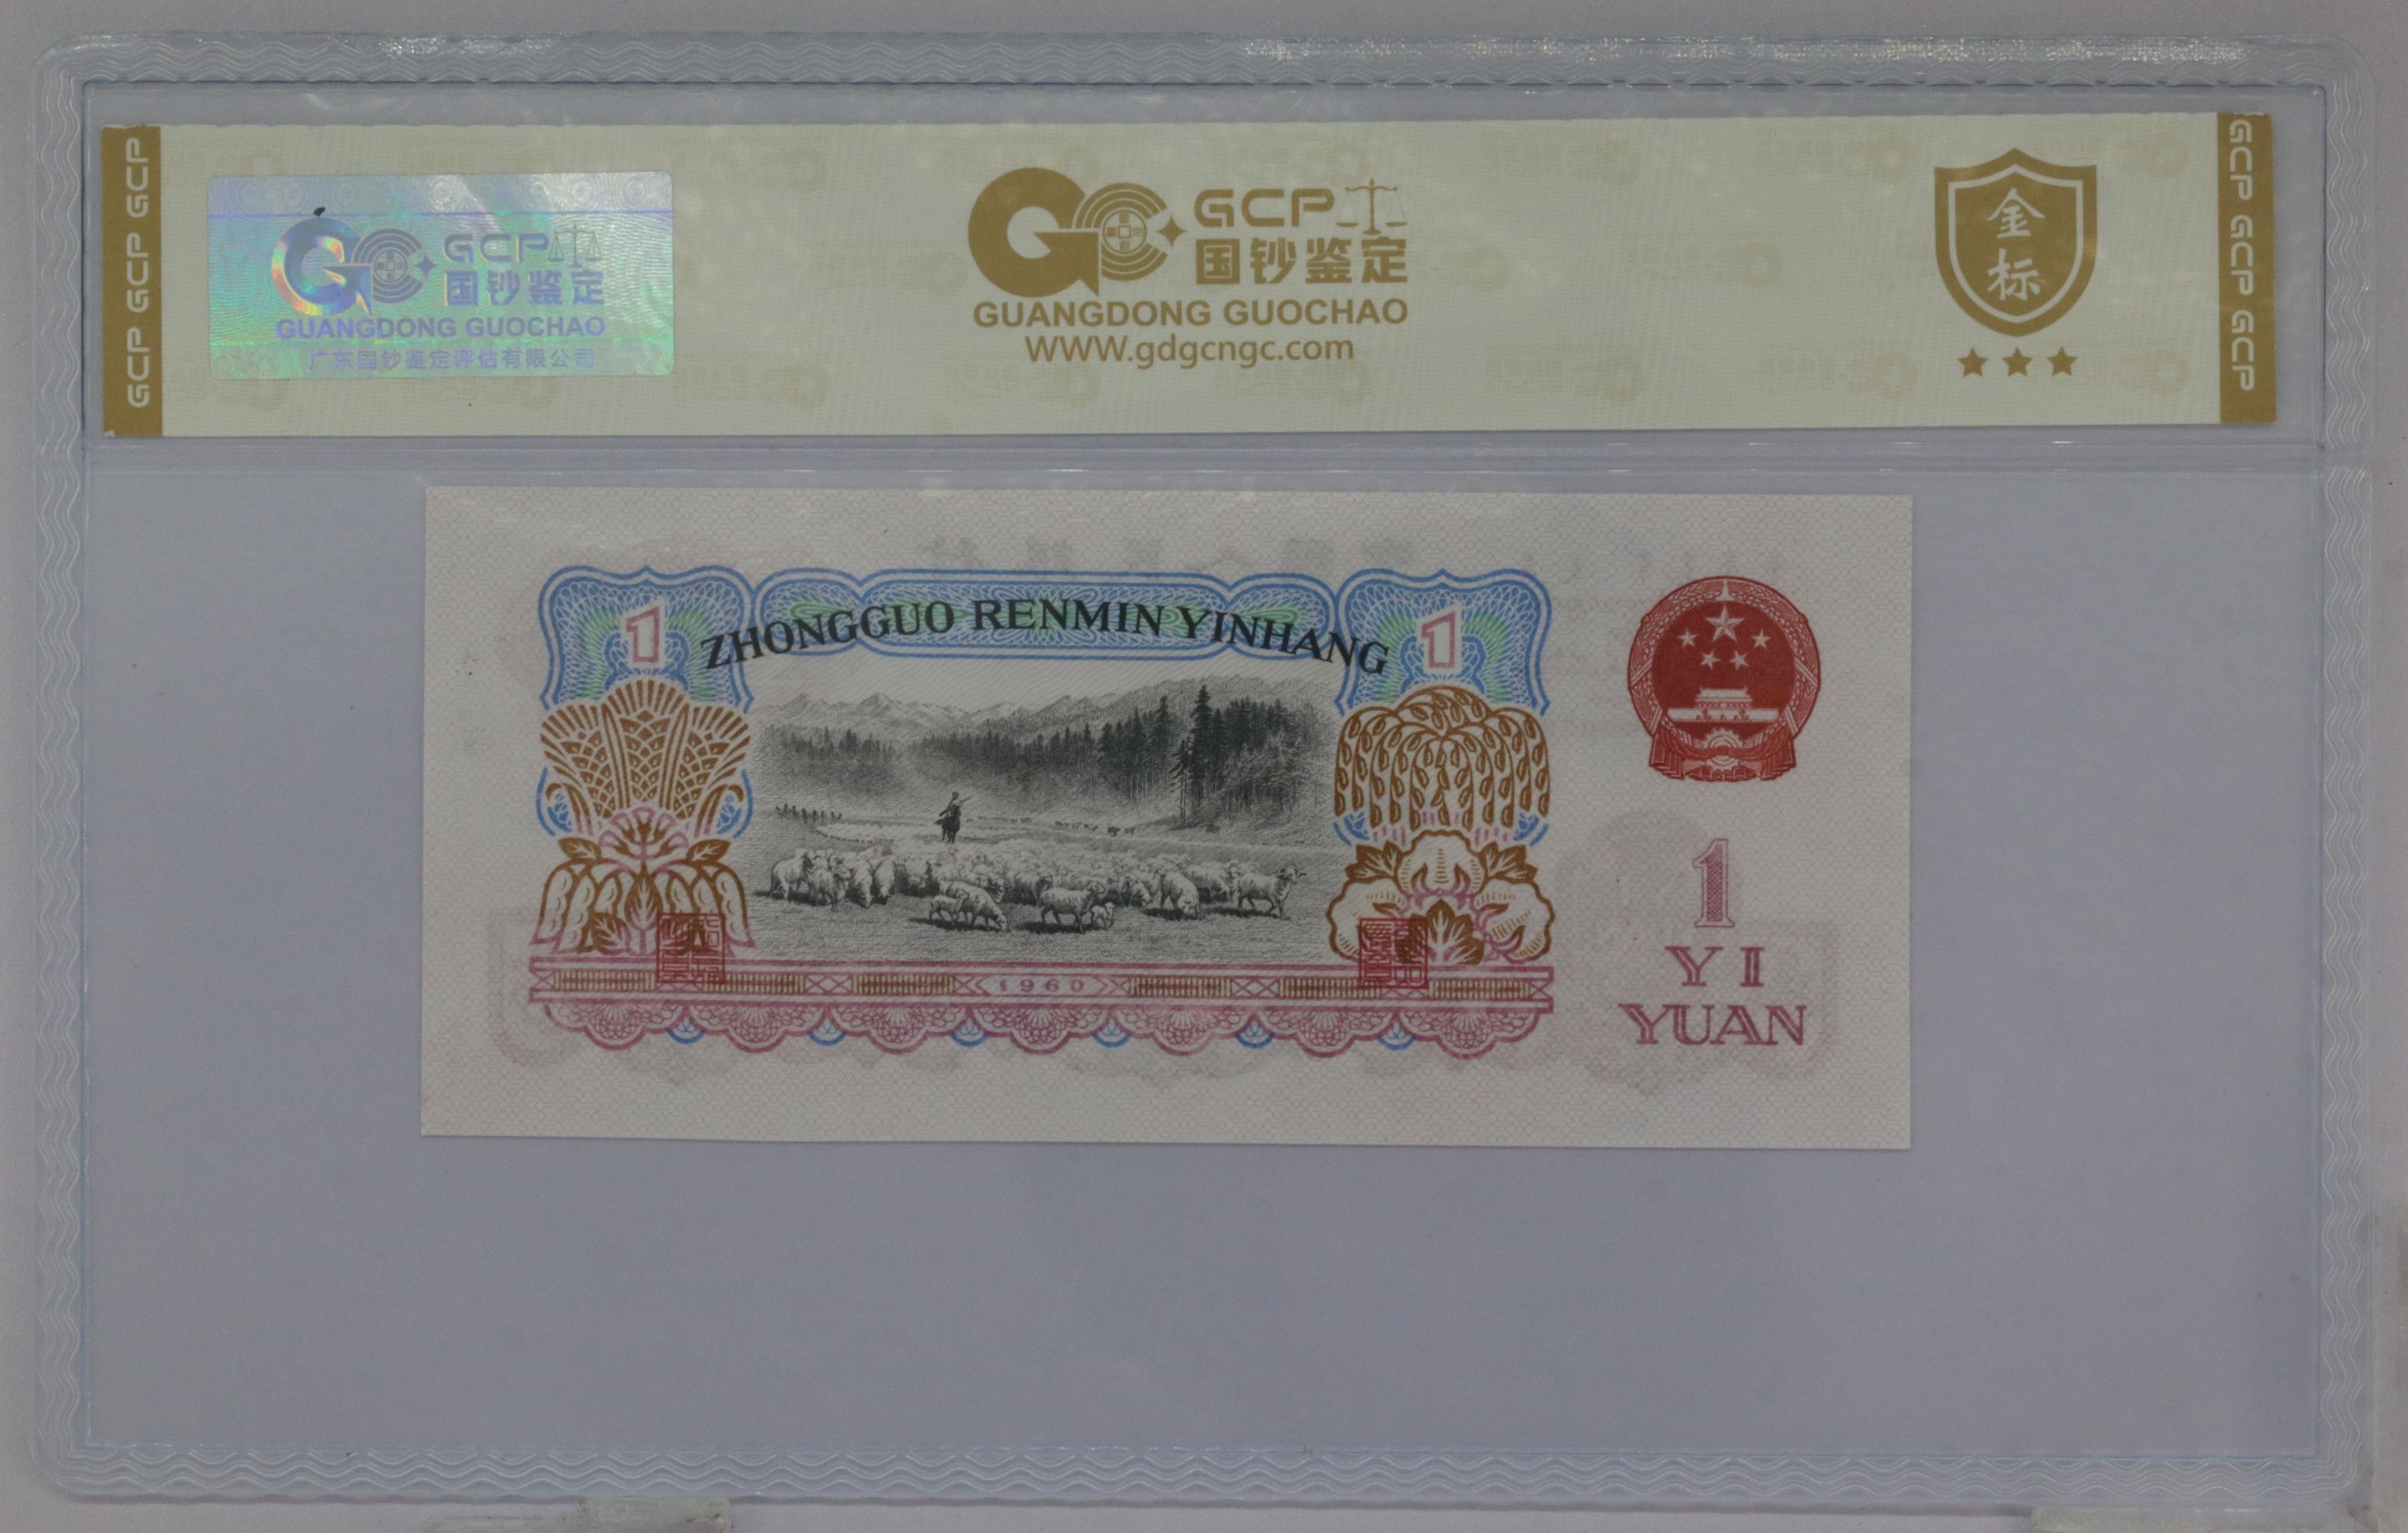 GCP GCP GCP
GCP
国钞鉴定
GUANGDONG GUOCHAO
广东国钞鉴定评估有限公司
GCP
国钞鉴定
GUANGDONG GUOCHAO
WWW.gdgcngc.com
金
标
GCP GCP GCP
ZHONGGUO RENMIN YINHANG
1
1
1960
1
YI
YUAN